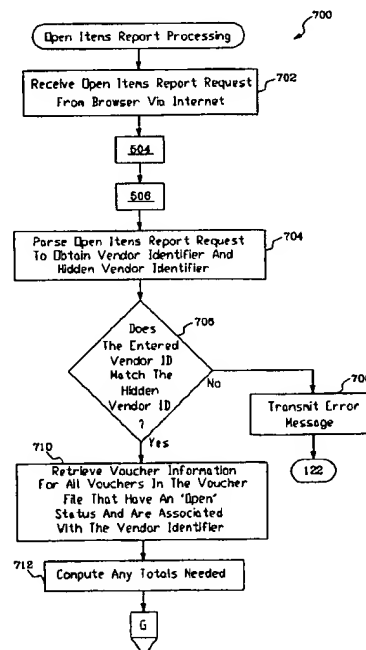 Open Items Report Processing
700
Receive Open Items Report Request
From Browser Via Internet
702
504
506
Parse Open Items Report Request
To Obtain Vendor Identifier And
Hidden Vendor Identifier
704
706
Does
The Entered
Vendor ID
Match The
Hidden
Vendor ID
?
No
Yes
Transmit Error
Message
122
710
Retrieve Voucher Information
For All Vouchers In The Voucher
File That Have An "Open"
Status And Are Associated
With The Vendor Identifier
712
Compute Any Totals Needed
G